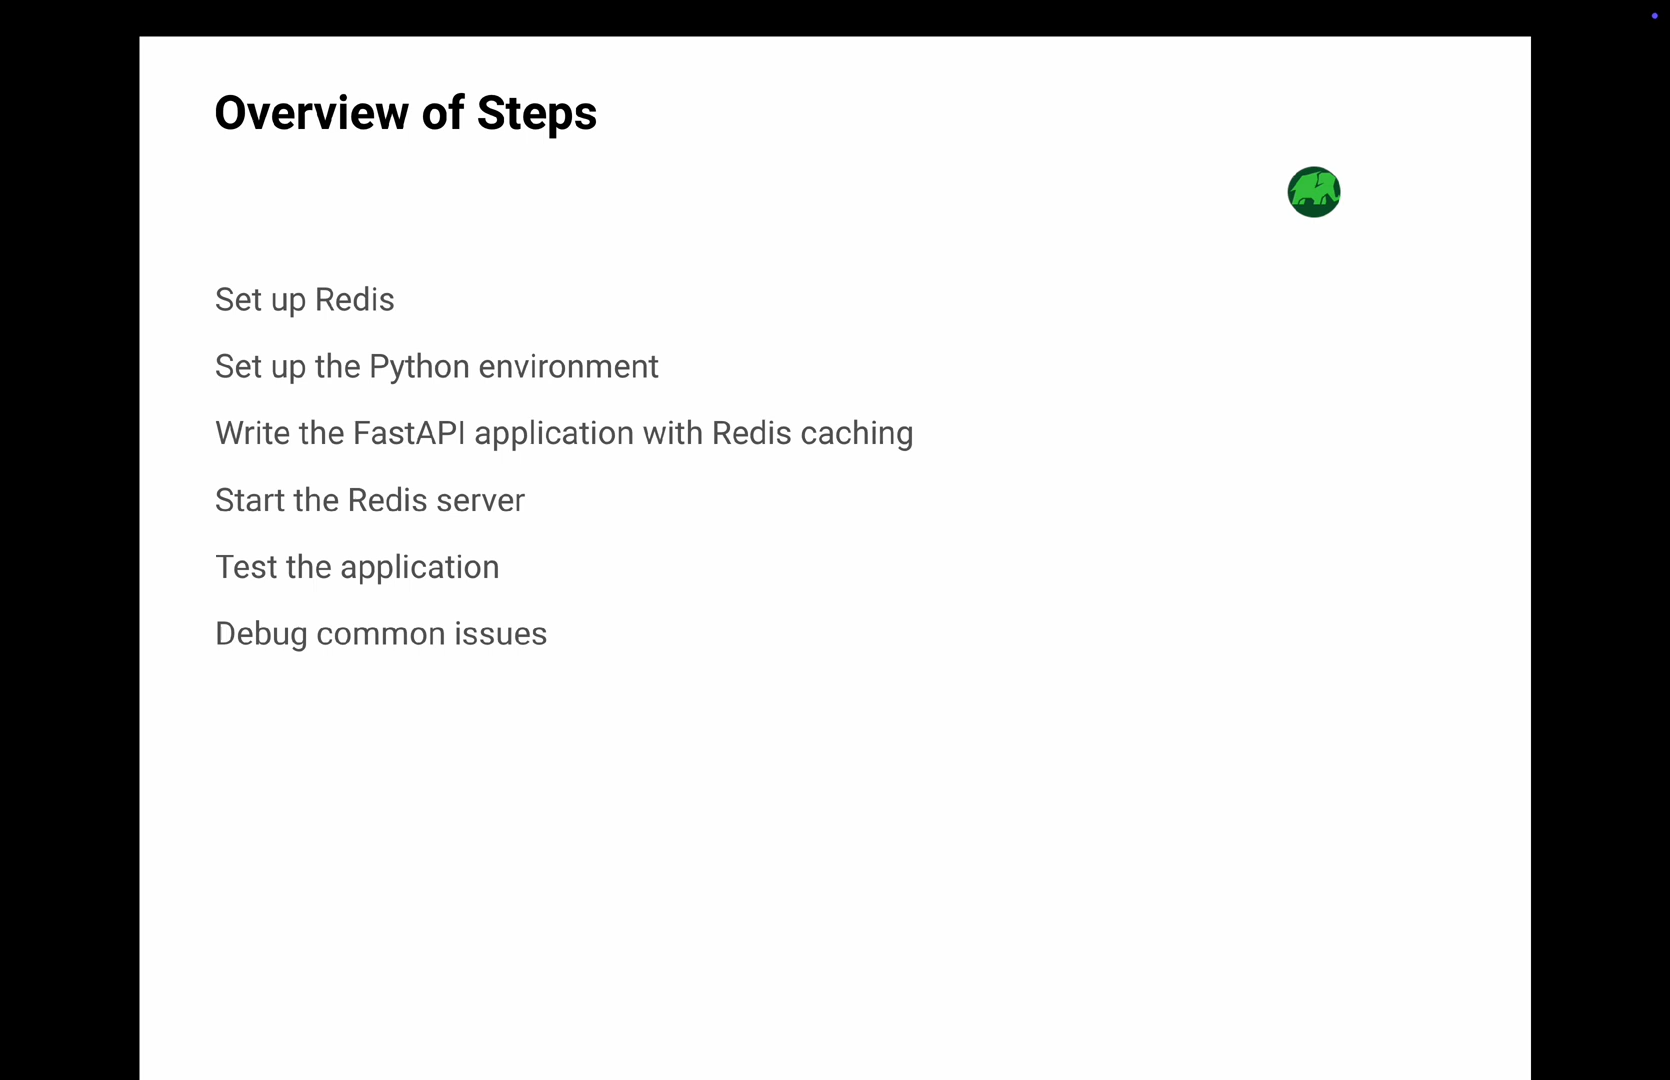 Overview of Steps
Set up Redis
Set up the Python environment
Write the FastAPI application with Redis caching
Start the Redis server
Test the application
Debug common issues